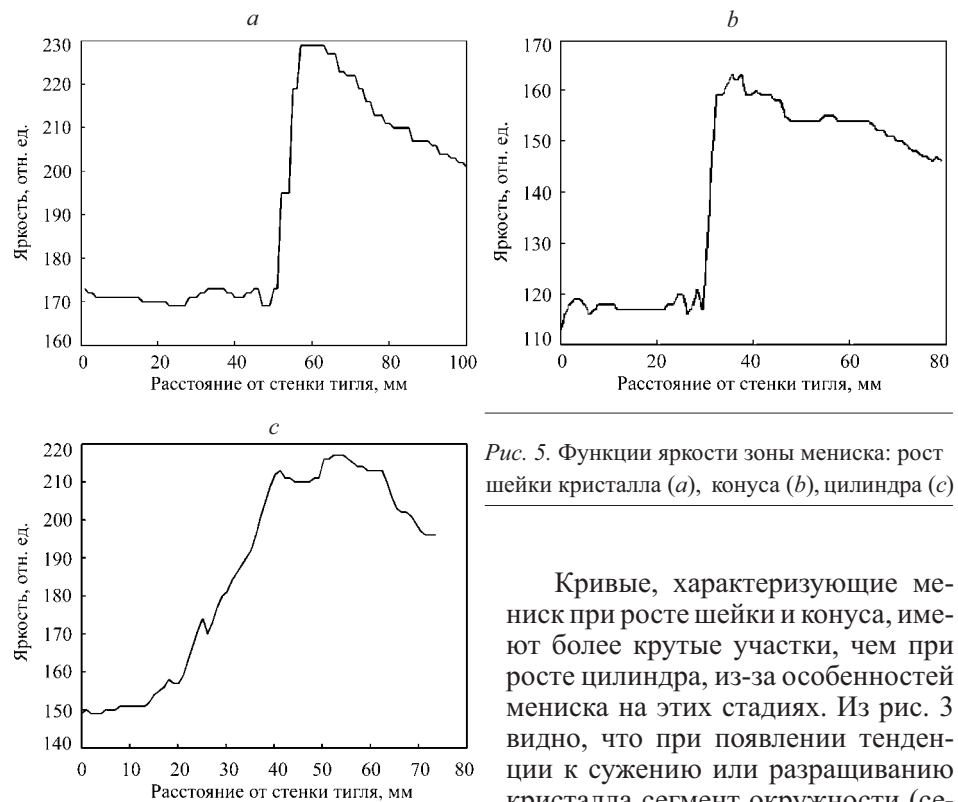 a
230
220
210
200
190
180
170
160
Яркость, отн. ед.
0 20 40 60 80 100
Расстояние от стенки тигля, мм
b
170
160
150
140
130
120
110
Яркость, отн. ед.
0 20 40 60 80
Расстояние от стенки тигля, мм
c
220
210
200
190
180
170
160
150
140
Яркость, отн. ед.
0 10 20 30 40 50 60 70 80
Расстояние от стенки тигля, мм
Рис. 5. Функции яркости зоны мениска: рост
шейки кристалла (a), конуса (b), цилиндра (c)
Кривые, характеризующие ме-
ниск при росте шейки и конуса, име-
ют более крутые участки, чем при
росте цилиндра, из-за особенностей
мениска на этих стадиях. Из рис. 3
видно, что при появлении тенден-
ции к сужению или разращиванию
кристалла сегмент окружности (се-